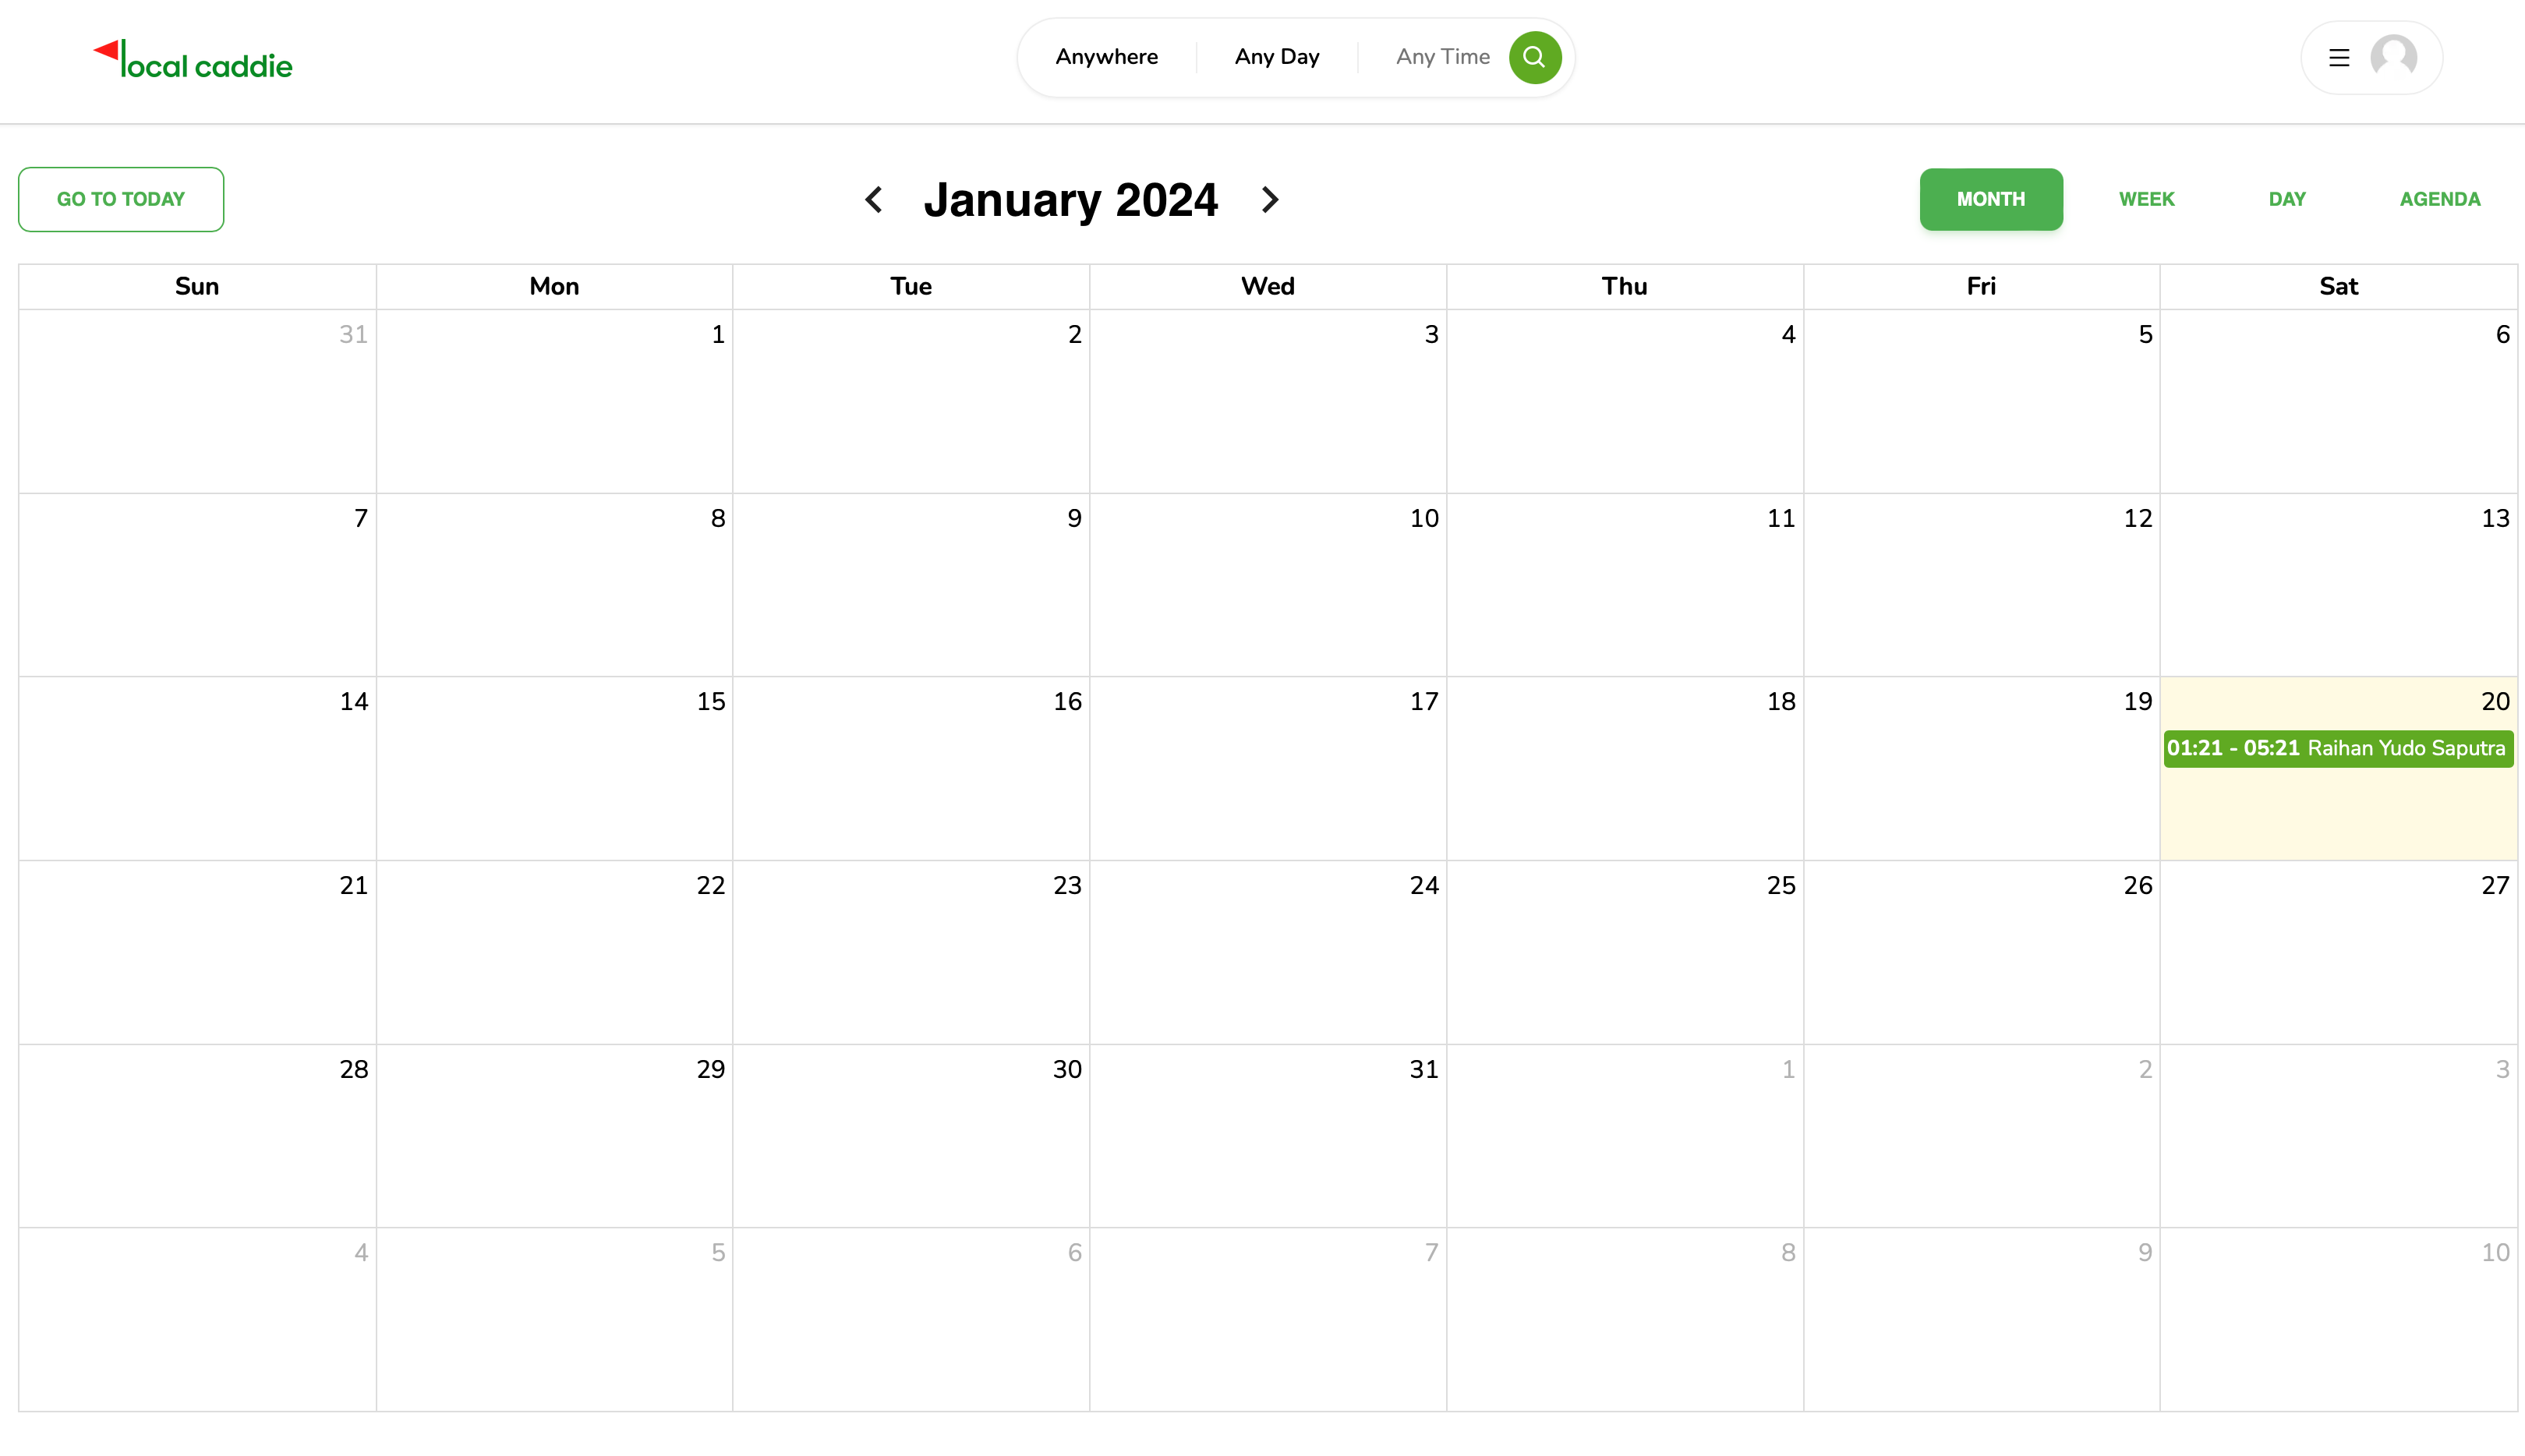 local caddie
Anywhere Any Day Any Time
GO TO TODAY January 2024 MONTH WEEK DAY AGENDA
Sun Mon Tue Wed Thu Fri Sat
31 1 2 3 4 5 6
7 8 9 10 11 12 13
14 15 16 17 18 19 20
01:21 - 05:21 Raihan Yudo Saputra
21 22 23 24 25 26 27
28 29 30 31 1 2 3
4 5 6 7 8 9 10